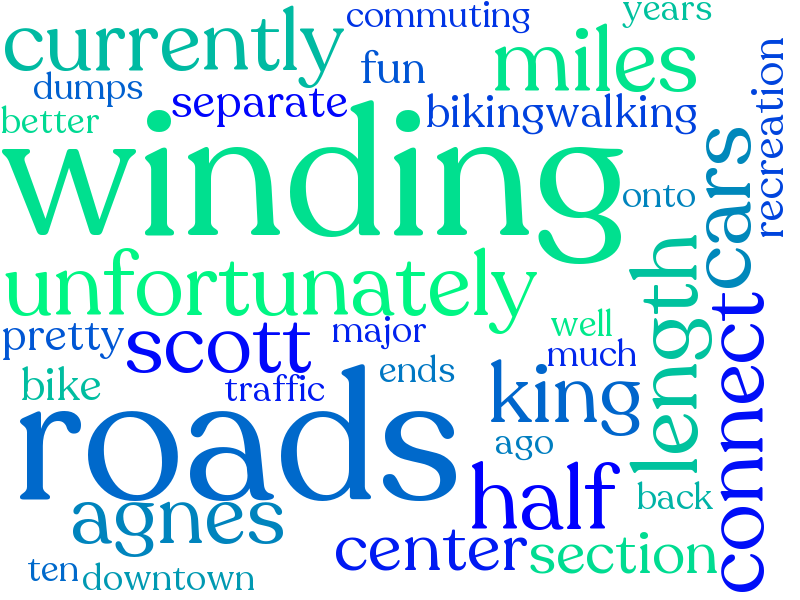 commuting
years
currently
miles
fun
dumps
separate
bikingwalking
recreation
better
winding
cars
onto
unfortunately
length
pretty
scott
major
well
much
connect
bike
traffic
ends
king
roads
ago
half
back
agnes
center
section
ten
downtown